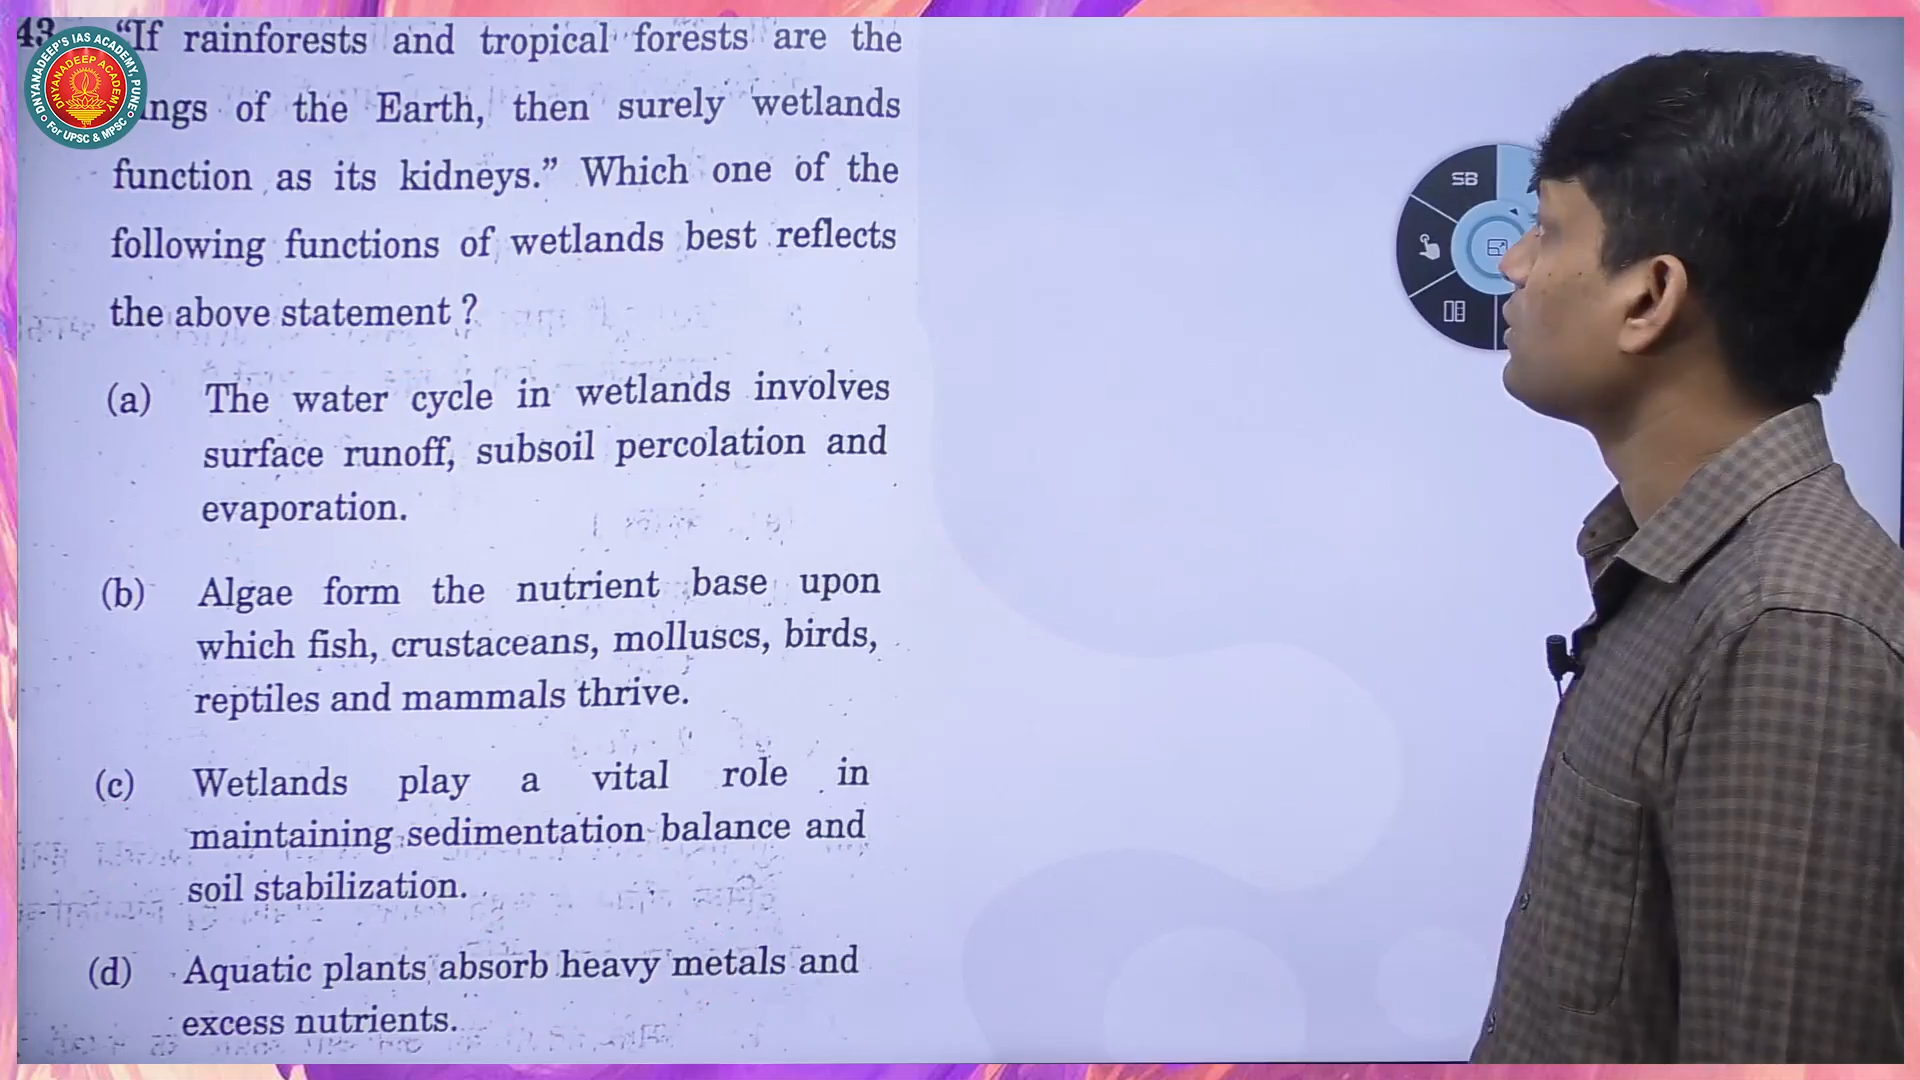 43.
"If rainforests and tropical forests are the
ngs of the Earth, then surely wetlands
function as its kidneys." Which one of the
following functions of wetlands best reflects
the above statement ?
(a) The water cycle in wetlands involves
surface runoff, subsoil percolation and
evaporation.
(b) Algae form the nutrient base upon
which fish, crustaceans, molluscs, birds,
reptiles and mammals thrive.
(c) Wetlands play a vital role in
maintaining sedimentation balance and
soil stabilization.
(d) Aquatic plants absorb heavy metals and
excess nutrients.
DNYANADEEP'S IAS ACADEMY, PUNE
DNYANADEEP ACADEMY
For UPSC & MPSC
SB